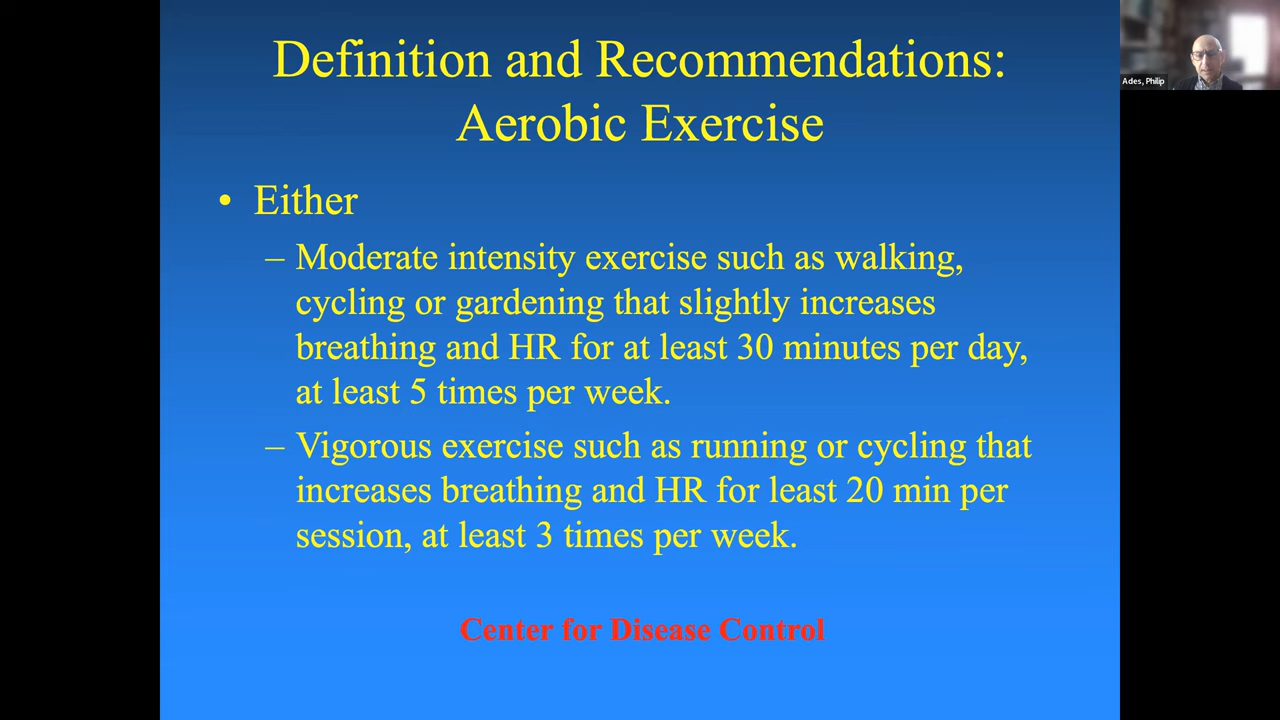 Definition and Recommendations:
Aerobic Exercise
• Either
– Moderate intensity exercise such as walking,
cycling or gardening that slightly increases
breathing and HR for at least 30 minutes per day,
at least 5 times per week.
– Vigorous exercise such as running or cycling that
increases breathing and HR for least 20 min per
session, at least 3 times per week.
Center for Disease Control
Ades, Philip